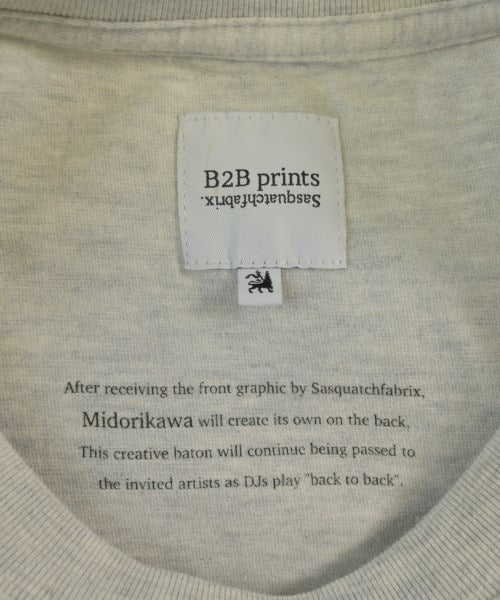 B2B prints
Sasquatchfabrix.
After receiving the front graphic by Sasquatchfabrix,
Midorikawa will create its own on the back.
This creative baton will continue being passed to
the invited artists as DJs play "back to back".